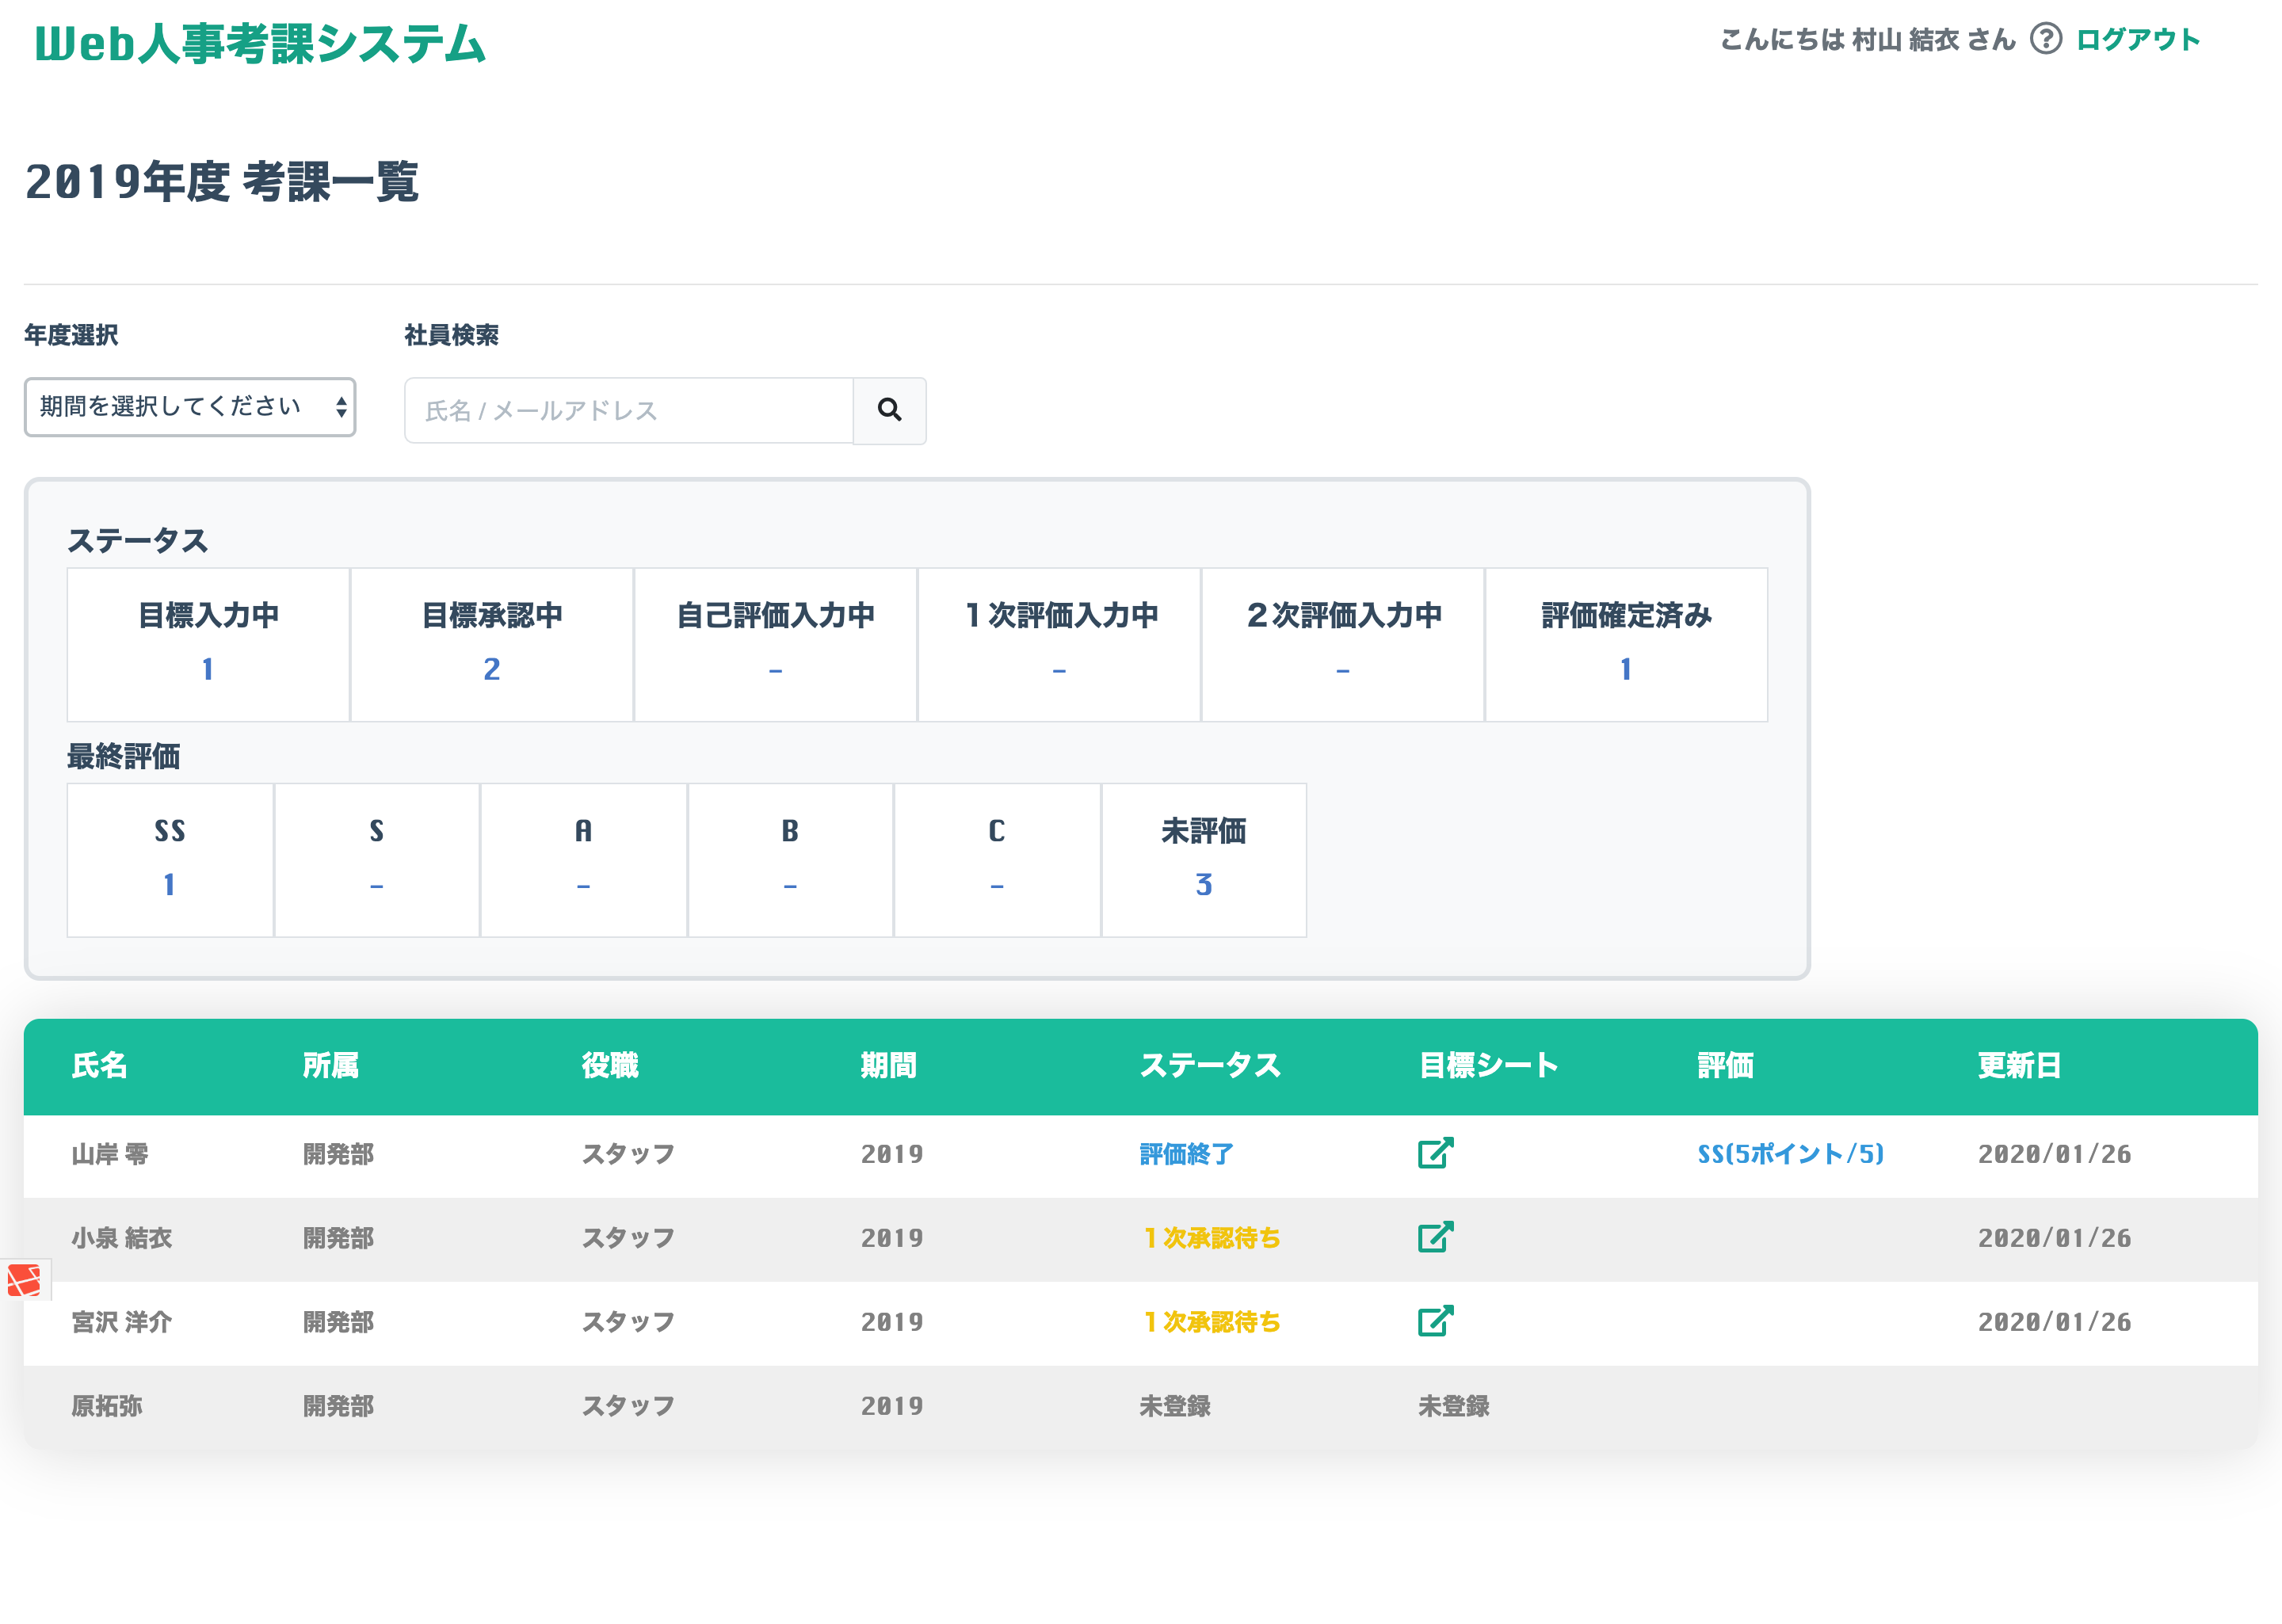 Web人事考課システム
こんにちは 村山 結衣 さん ? ログアウト
2019年度 考課一覧
年度選択 社員検索
期間を選択してください 氏名 / メールアドレス
ステータス
目標入力中 目標承認中 自己評価入力中 １次評価入力中 ２次評価入力中 評価確定済み
1 2 - - - 1
最終評価
SS S A B C 未評価
1 - - - - 3
氏名 所属 役職 期間 ステータス 目標シート 評価 更新日
山岸 零 開発部 スタッフ 2019 評価終了 SS(5ポイント/5) 2020/01/26
小泉 結衣 開発部 スタッフ 2019 １次承認待ち 2020/01/26
宮沢 洋介 開発部 スタッフ 2019 １次承認待ち 2020/01/26
原拓弥 開発部 スタッフ 2019 未登録 未登録